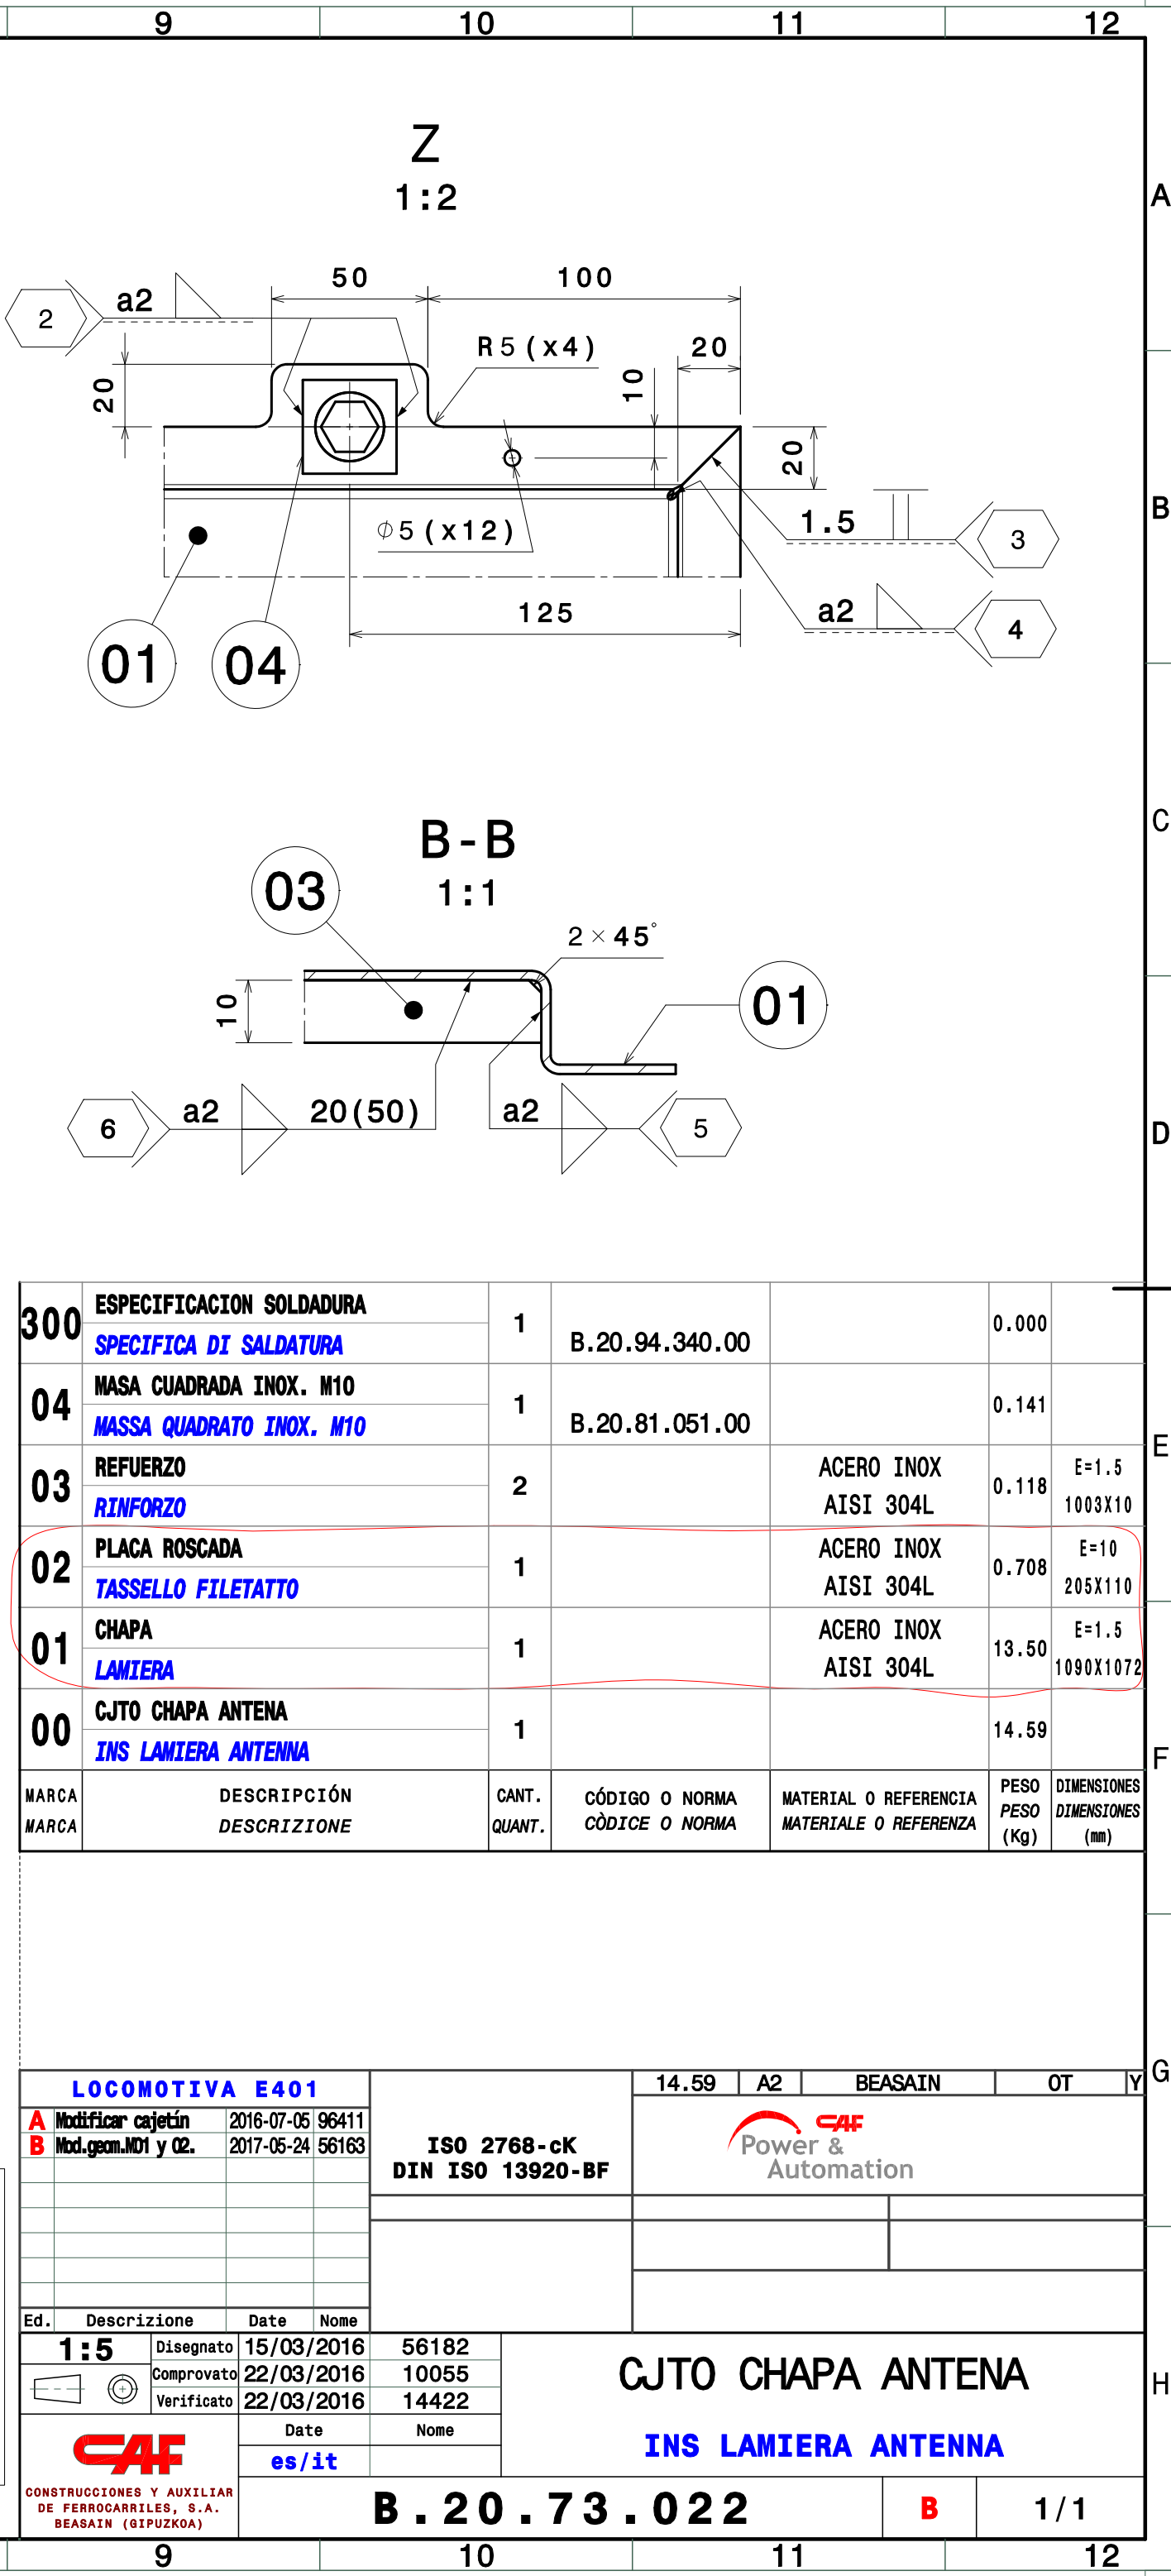 9 10 11 12
Z
1:2
A
50 100
2 a2
R5(x4) 20
20 10
20
B
Ø5(x12) 1.5 3
125 a2 4
01 04
C
B-B
1:1
03
2×45°
01
10
6 a2 20(50) a2 5
D
300 ESPECIFICACION SOLDADURA 1 0.000
SPECIFICA DI SALDATURA B.20.94.340.00
04 MASA CUADRADA INOX. M10 1 0.141
MASSA QUADRATO INOX. M10 B.20.81.051.00
E
03 REFUERZO 2 ACERO INOX 0.118 E=1.5
RINFORZO AISI 304L 1003X10
02 PLACA ROSCADA 1 ACERO INOX 0.708 E=10
TASSELLO FILETATTO AISI 304L 205X110
01 CHAPA 1 ACERO INOX 13.50 E=1.5
LAMIERA AISI 304L 1090X1072
00 CJTO CHAPA ANTENA 1 14.59
INS LAMIERA ANTENNA
F
MARCA DESCRIPCIÓN CANT. CÓDIGO O NORMA MATERIAL O REFERENCIA PESO DIMENSIONES
MARCA DESCRIZIONE QUANT. CÒDICE O NORMA MATERIALE O REFERENZA PESO DIMENSIONES
(Kg) (mm)
G
LOCOMOTIVA E401 14.59 A2 BEASAIN OT Y
A Modificar cajetín 2016-07-05 96411
B Mod.geom.M01 y 02. 2017-05-24 56163
ISO 2768-cK
DIN ISO 13920-BF
CAF
Power &
Automation
Ed. Descrizione Date Nome
1:5 Disegnato 15/03/2016 56182
Comprovato 22/03/2016 10055
Verificato 22/03/2016 14422
Date Nome
es/it
CJTO CHAPA ANTENA
INS LAMIERA ANTENNA
H
CAF
CONSTRUCCIONES Y AUXILIAR
DE FERROCARRILES, S.A.
BEASAIN (GIPUZKOA)
B.20.73.022 B 1/1
9 10 11 12